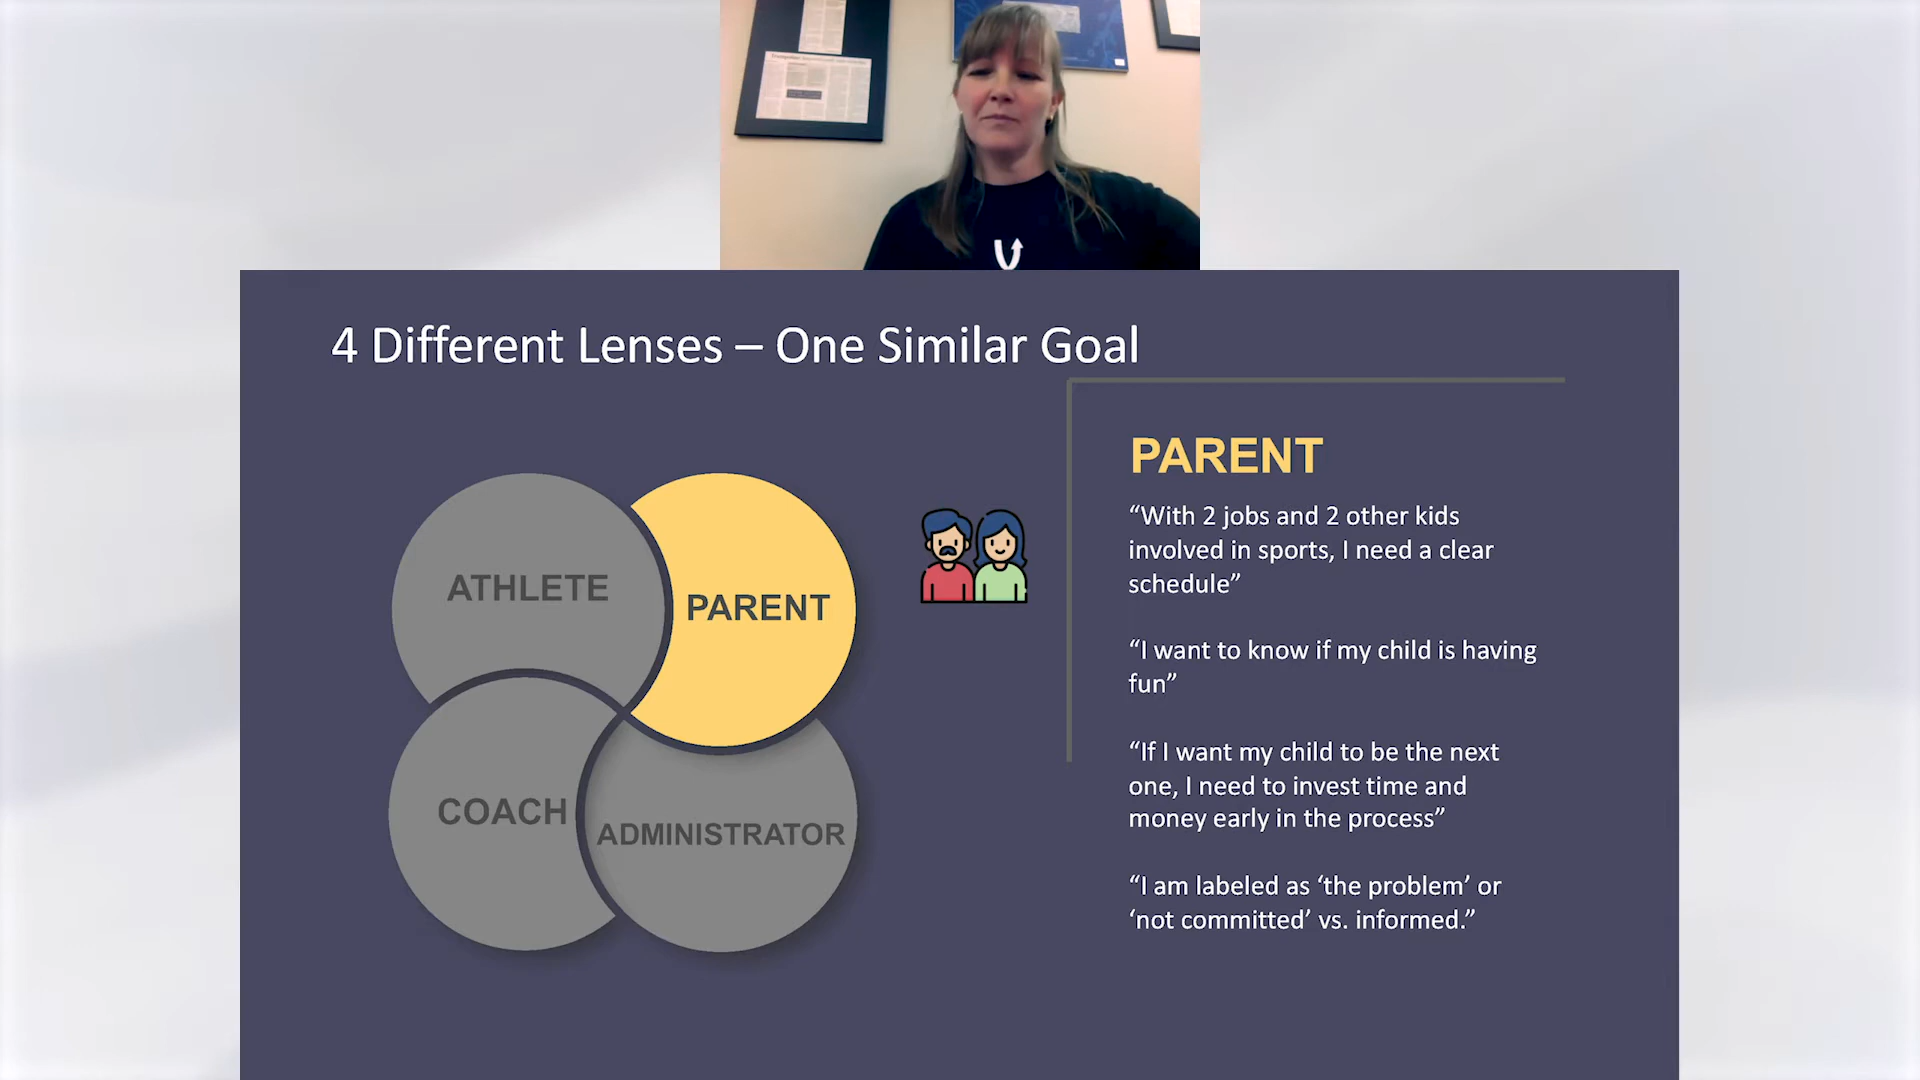 4 Different Lenses – One Similar Goal
ATHLETE
PARENT
COACH
ADMINISTRATOR
PARENT
“With 2 jobs and 2 other kids
involved in sports, I need a clear
schedule”
“I want to know if my child is having
fun”
“If I want my child to be the next
one, I need to invest time and
money early in the process”
“I am labeled as ‘the problem’ or
‘not committed’ vs. informed.”